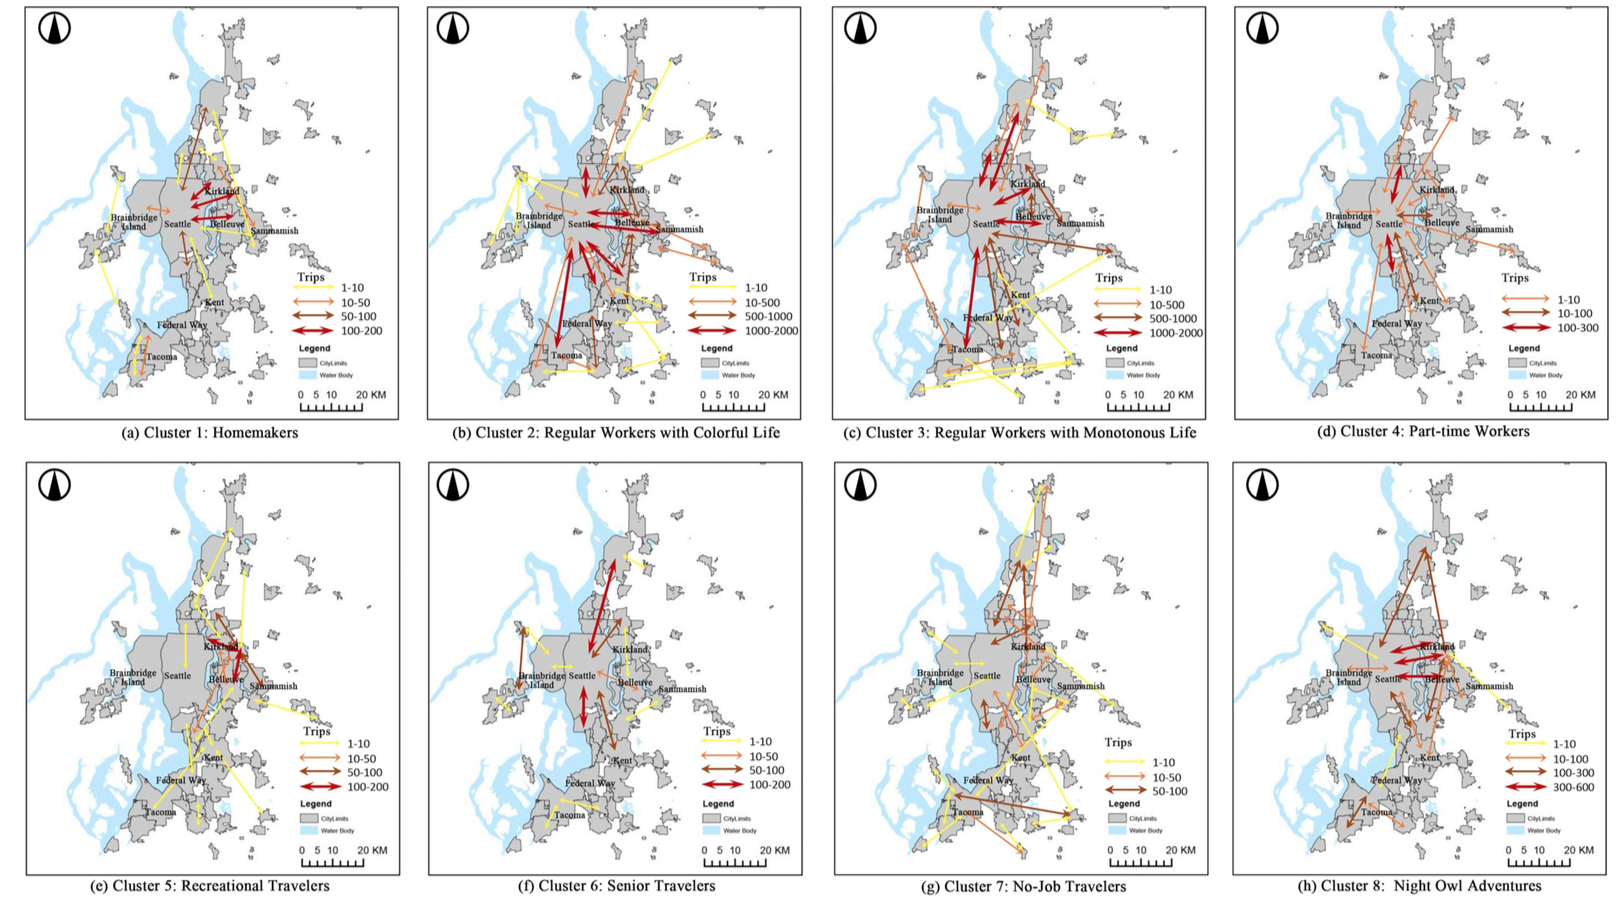 Kirkland
Brainbridge
Island
Seattle
Belleuve
Sammamish
Trips
1-10
10-50
50-100
100-200
Kent
Federal Way
Tacoma
Legend
CityLimits
Water Body
0 5 10 20 KM
(a) Cluster 1: Homemakers
Kirkland
Brainbridge
Island
Seattle
Belleuve
Sammamish
Trips
1-10
10-500
500-1000
1000-2000
Kent
Federal Way
Tacoma
Legend
CityLimits
Water Body
0 5 10 20 KM
(b) Cluster 2: Regular Workers with Colorful Life
Kirkland
Brainbridge
Island
Seattle
Belleuve
Sammamish
Trips
1-10
10-500
500-1000
1000-2000
Kent
Federal Way
Tacoma
Legend
CityLimits
Water Body
0 5 10 20 KM
(c) Cluster 3: Regular Workers with Monotonous Life
Kirkland
Brainbridge
Island
Seattle
Belleuve
Sammamish
Trips
1-10
10-100
100-300
Kent
Federal Way
Tacoma
Legend
CityLimits
Water Body
0 5 10 20 KM
(d) Cluster 4: Part-time Workers
Kirkland
Brainbridge
Island
Seattle
Belleuve
Sammamish
Trips
1-10
10-50
50-100
100-200
Kent
Federal Way
Tacoma
Legend
CityLimits
Water Body
0 5 10 20 KM
(e) Cluster 5: Recreational Travelers
Kirkland
Brainbridge
Island
Seattle
Belleuve
Sammamish
Trips
1-10
10-50
50-100
100-200
Kent
Federal Way
Tacoma
Legend
CityLimits
Water Body
0 5 10 20 KM
(f) Cluster 6: Senior Travelers
Kirkland
Brainbridge
Island
Seattle
Belleuve
Sammamish
Trips
1-10
10-50
50-100
Kent
Federal Way
Tacoma
Legend
CityLimits
Water Body
0 5 10 20 KM
(g) Cluster 7: No-Job Travelers
Kirkland
Brainbridge
Island
Seattle
Belleuve
Sammamish
Trips
1-10
10-100
100-300
300-600
Kent
Federal Way
Tacoma
Legend
CityLimits
Water Body
0 5 10 20 KM
(h) Cluster 8: Night Owl Adventures